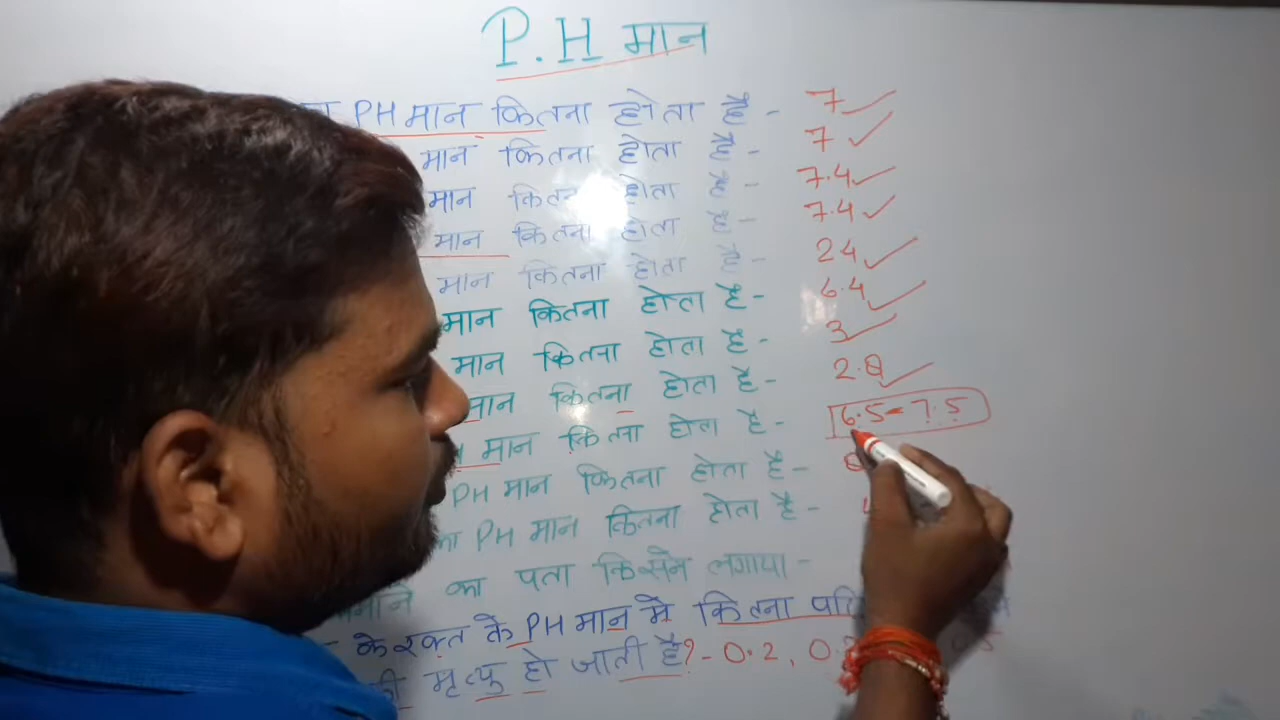 P.H मान
PH मान कितना होता है - 7
मान कितना होता है - 7
मान कितना होता है - 7.4
मान कितना होता है - 7.4
मान कितना होता है - 24
मान कितना होता है - 6.4
मान कितना होता है - 3
मान कितना होता है - 2.8
मान कितना होता है - 6.5 - 7.5
PH मान कितना होता है -
का PH मान कितना होता है -
का पता किसने लगाया -
के रक्त के PH मान मे कितना
मृत्यु हो जाती है? - 0.2,